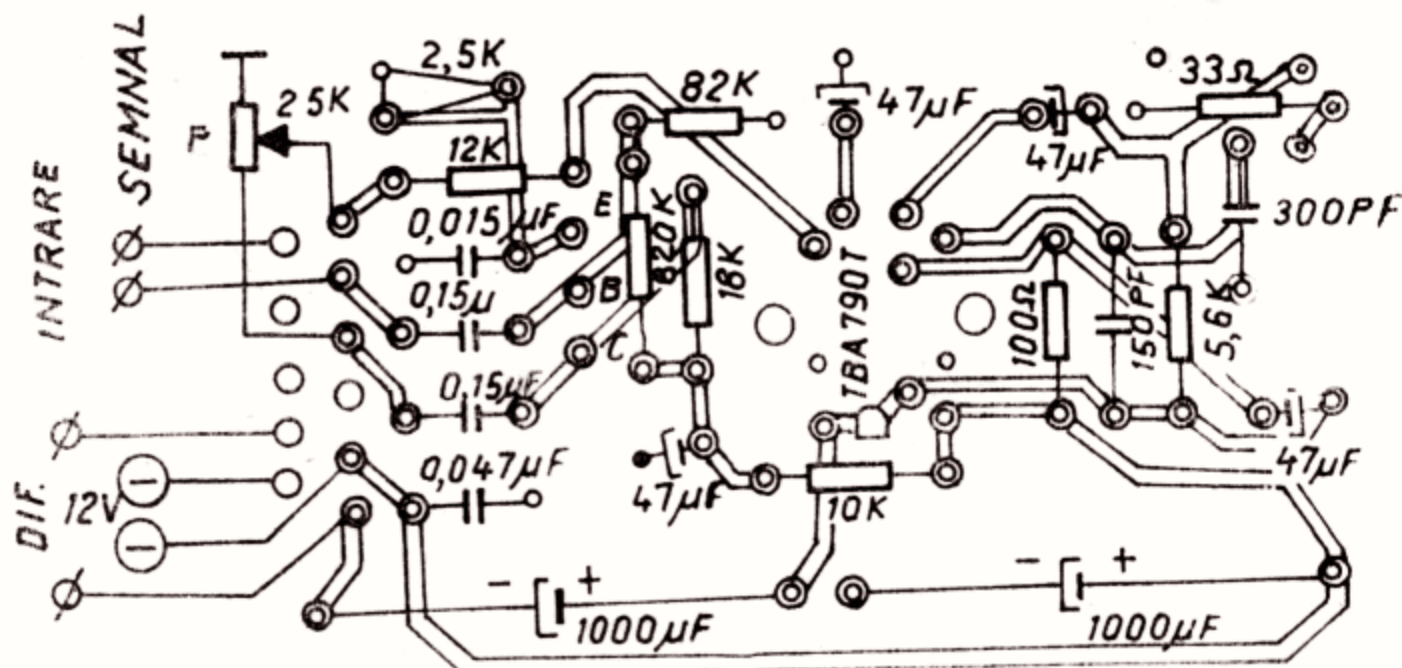 INTRARE
SEMNAL
P
25K
2,5K
12K
82K
47µF
47µF
33Ω
300PF
0,015µF
E
B
820K
18K
0,15µ
0,15µF
0,047µF
TBA790T
100Ω
150PF
5,6K
DIF.
12V
−
−
47µF
10K
47µF
- +
1000µF
- +
1000µF